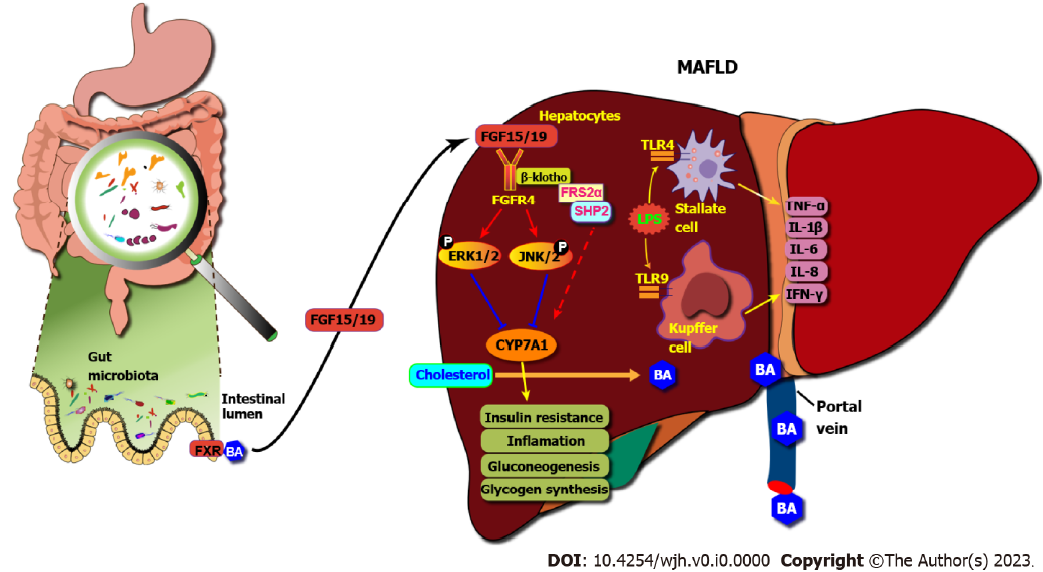 MAFLD
Hepatocytes
FGF15/19
β-klotho
FGFR4
FRS2α
SHP2
P
ERK1/2
JNK/2
P
CYP7A1
Cholesterol
BA
Insulin resistance
Inflamation
Gluconeogenesis
Glycogen synthesis
TLR4
LPS
Stallate
cell
TLR9
Kupffer
cell
TNF-α
IL-1β
IL-6
IL-8
IFN-γ
BA
Portal
vein
BA
BA
FGF15/19
Gut
microbiota
Intestinal
lumen
FXR
BA
DOI: 10.4254/wjh.v0.i0.0000 Copyright ©The Author(s) 2023.